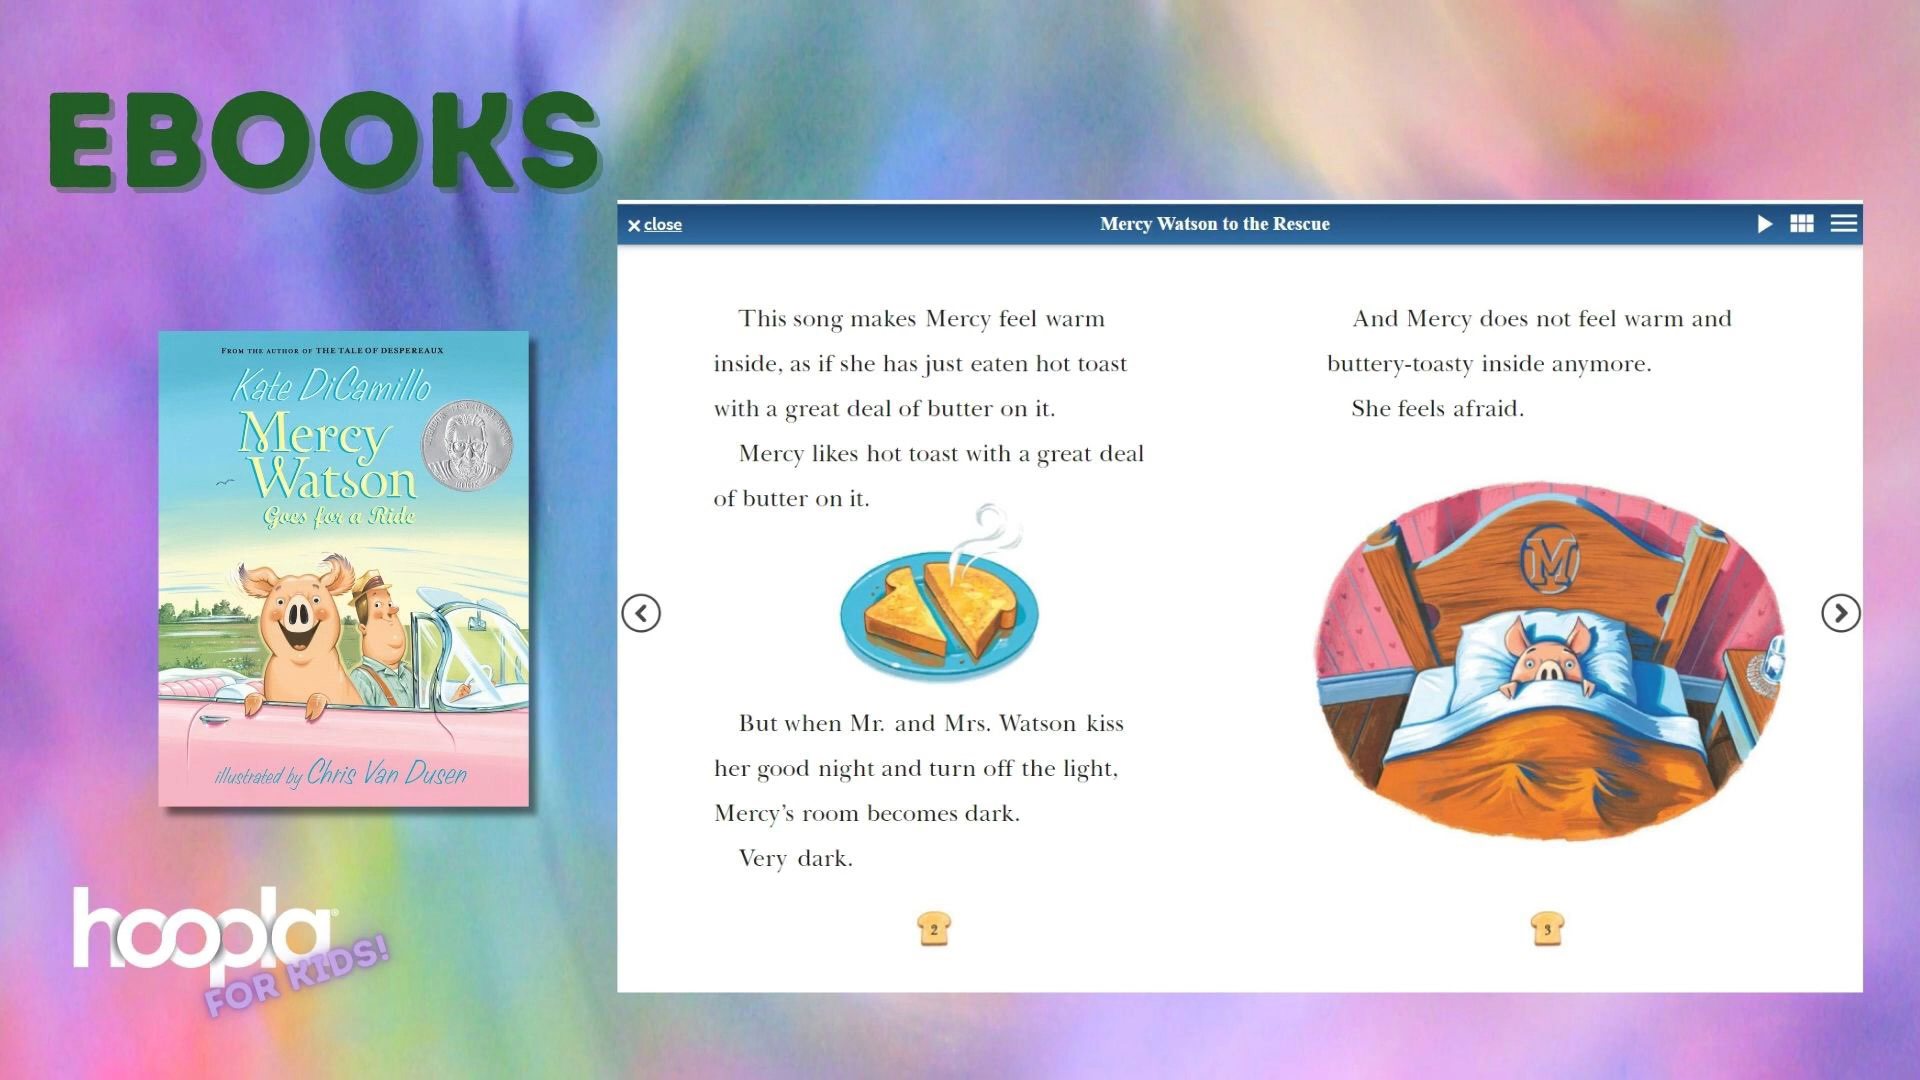 EBOOKS
FROM THE AUTHOR OF THE TALE OF DESPEREAUX
Kate DiCamillo
Mercy
Watson
Goes for a Ride
illustrated by Chris Van Dusen
hoopla®
FOR KIDS!
× close
Mercy Watson to the Rescue
This song makes Mercy feel warm
inside, as if she has just eaten hot toast
with a great deal of butter on it.
Mercy likes hot toast with a great deal
of butter on it.
But when Mr. and Mrs. Watson kiss
her good night and turn off the light,
Mercy’s room becomes dark.
Very dark.
2
And Mercy does not feel warm and
buttery-toasty inside anymore.
She feels afraid.
M
3